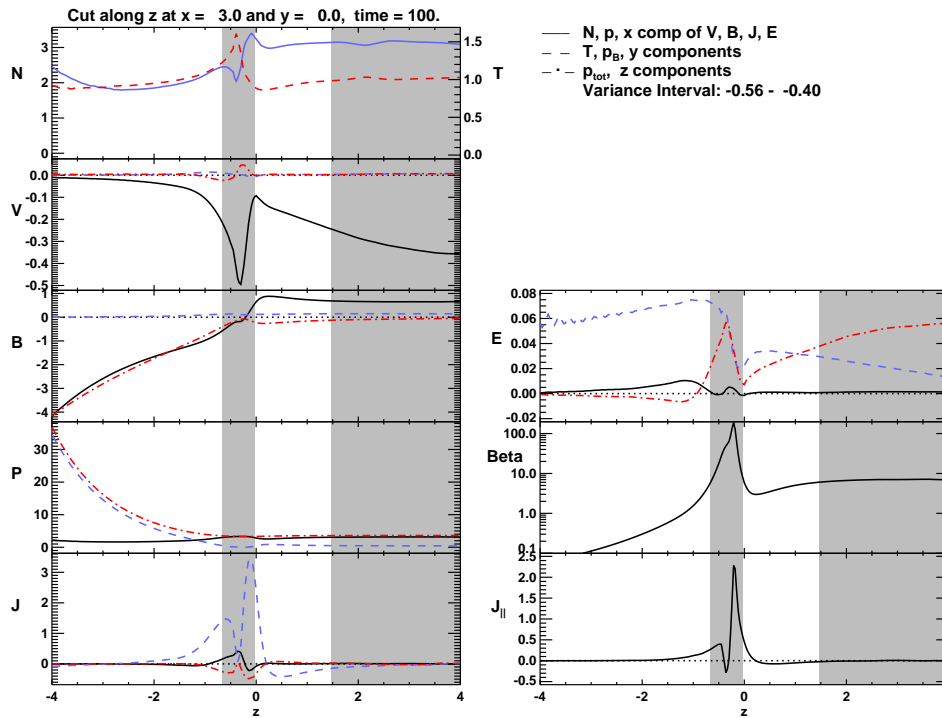 Cut along z at x = 3.0 and y = 0.0, time = 100.
N, p, x comp of V, B, J, E
T, pB, y components
ptot, z components
Variance Interval: -0.56 - -0.40
N
3
2
1
0
T
1.5
1.0
0.5
0.0
V
0.0
-0.1
-0.2
-0.3
-0.4
-0.5
B
1
0
-1
-2
-3
-4
P
30
20
10
0
J
3
2
1
0
-4 -2 0 2 4
z
E
0.08
0.06
0.04
0.02
0.00
-0.02
Beta
100.0
10.0
1.0
0.1
J||
2.5
2.0
1.5
1.0
0.5
0.0
-0.5
-4 -2 0 2
z